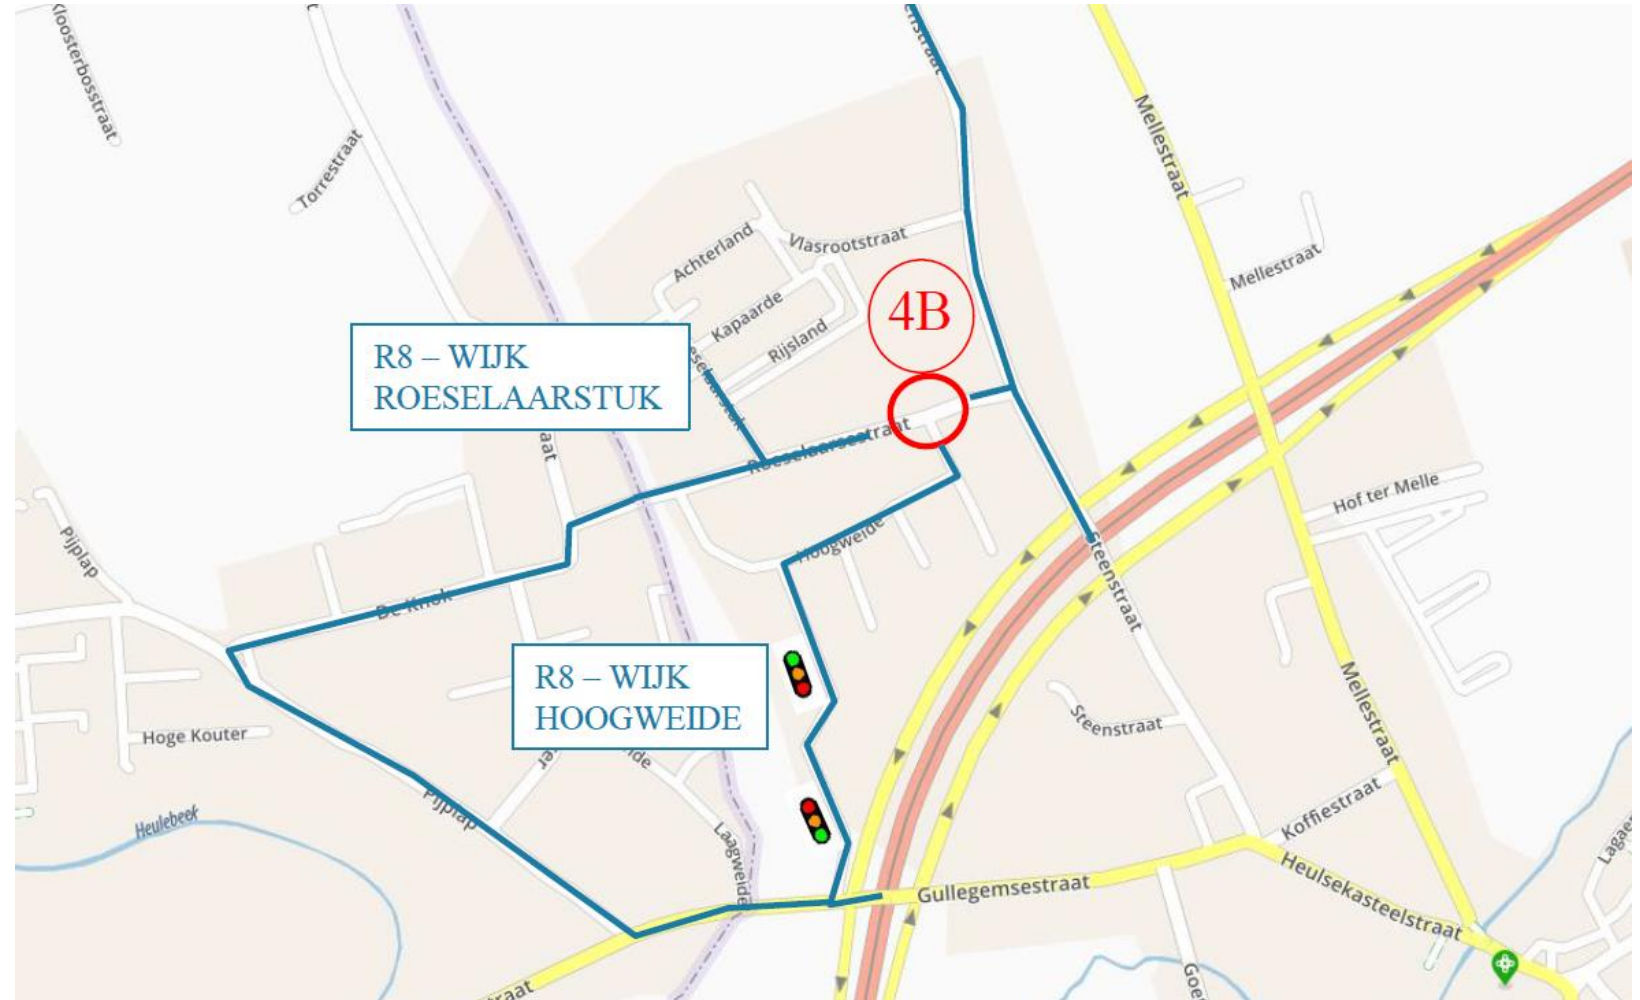 Kloosterbosstraat
Torrestraat
Mellestraat
Achterland
Vlasrootstraat
Mellestraat
Kapaarde
4B
R8 – WIJK
ROESELAARSTUK
Rijsland
Roeselaarsestraat
Hof ter Melle
Pijplap
Hoogweide
Steenstraat
De Knok
R8 – WIJK
HOOGWEIDE
Mellestraat
Steenstraat
Hoge Kouter
Pijplap
Heulebeek
Koffiestraat
Laagweide
Gullegemsestraat
Heulsekasteelstraat